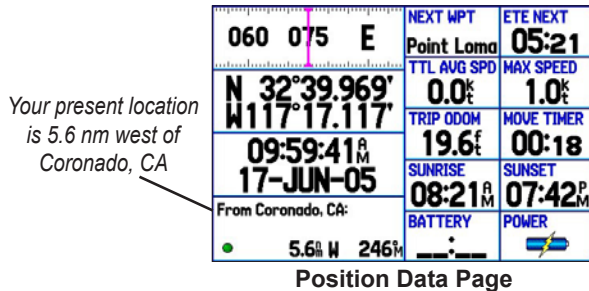 Your present location
is 5.6 nm west of
Coronado, CA
060 075 E
N 32°39.969'
W117°17.117'
09:59:41AM
17-JUN-05
From Coronado, CA:
5.6nm W 246°M
NEXT WPT
Point Loma
ETE NEXT
05:21
TTL AVG SPD
0.0kt
MAX SPEED
1.0kt
TRIP ODOM
19.6ft
MOVE TIMER
00:18
SUNRISE
08:21AM
SUNSET
07:42PM
BATTERY
__:__
POWER
Position Data Page